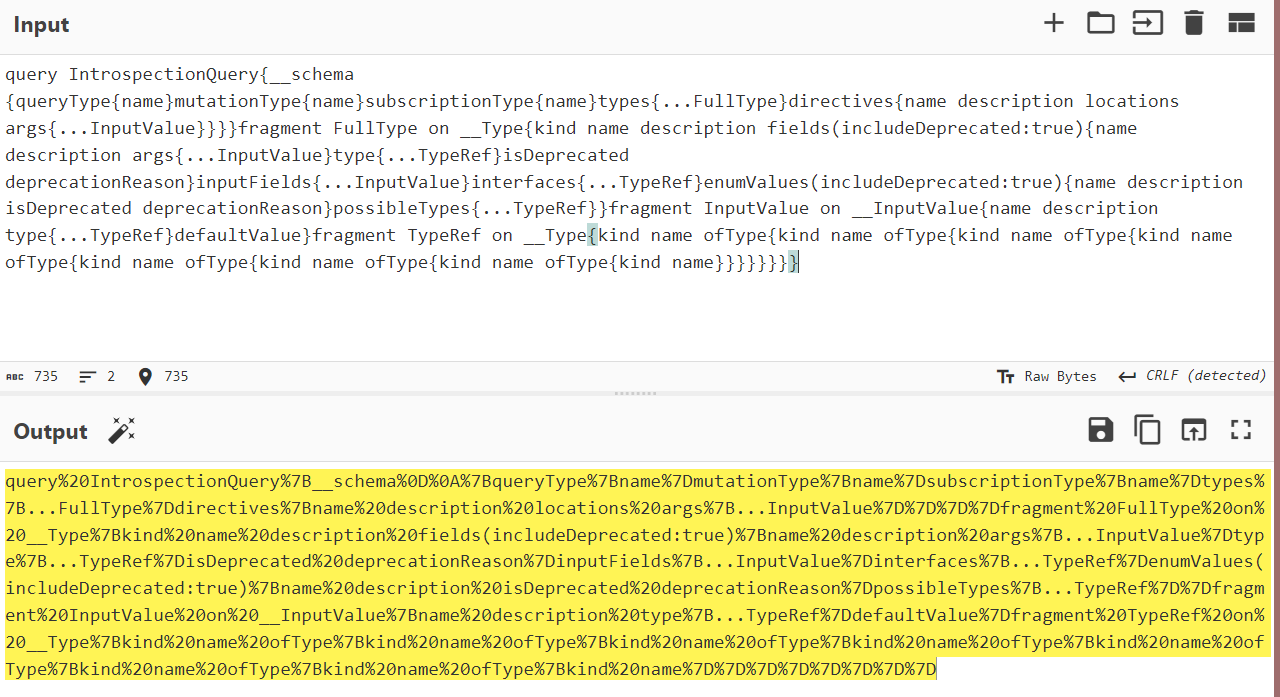 Input
query IntrospectionQuery{__schema
{queryType{name}mutationType{name}subscriptionType{name}types{...FullType}directives{name description locations
args{...InputValue}}}}fragment FullType on __Type{kind name description fields(includeDeprecated:true){name
description args{...InputValue}type{...TypeRef}isDeprecated
deprecationReason}inputFields{...InputValue}interfaces{...TypeRef}enumValues(includeDeprecated:true){name description
isDeprecated deprecationReason}possibleTypes{...TypeRef}}fragment InputValue on __InputValue{name description
type{...TypeRef}defaultValue}fragment TypeRef on __Type{kind name ofType{kind name ofType{kind name ofType{kind name
ofType{kind name ofType{kind name ofType{kind name ofType{kind name}}}}}}}}
ABC 735 2 735 Raw Bytes CRLF (detected)
Output
query%20IntrospectionQuery%7B__schema%0D%0A%7BqueryType%7Bname%7DmutationType%7Bname%7DsubscriptionType%7Bname%7Dtypes%
7B...FullType%7Ddirectives%7Bname%20description%20locations%20args%7B...InputValue%7D%7D%7D%7Dfragment%20FullType%20on%
20__Type%7Bkind%20name%20description%20fields(includeDeprecated:true)%7Bname%20description%20args%7B...InputValue%7Dtyp
e%7B...TypeRef%7DisDeprecated%20deprecationReason%7DinputFields%7B...InputValue%7Dinterfaces%7B...TypeRef%7DenumValues(
includeDeprecated:true)%7Bname%20description%20isDeprecated%20deprecationReason%7DpossibleTypes%7B...TypeRef%7D%7Dfragm
ent%20InputValue%20on%20__InputValue%7Bname%20description%20type%7B...TypeRef%7DdefaultValue%7Dfragment%20TypeRef%20on%
20__Type%7Bkind%20name%20ofType%7Bkind%20name%20ofType%7Bkind%20name%20ofType%7Bkind%20name%20ofType%7Bkind%20name%20of
Type%7Bkind%20name%20ofType%7Bkind%20name%20ofType%7Bkind%20name%7D%7D%7D%7D%7D%7D%7D%7D